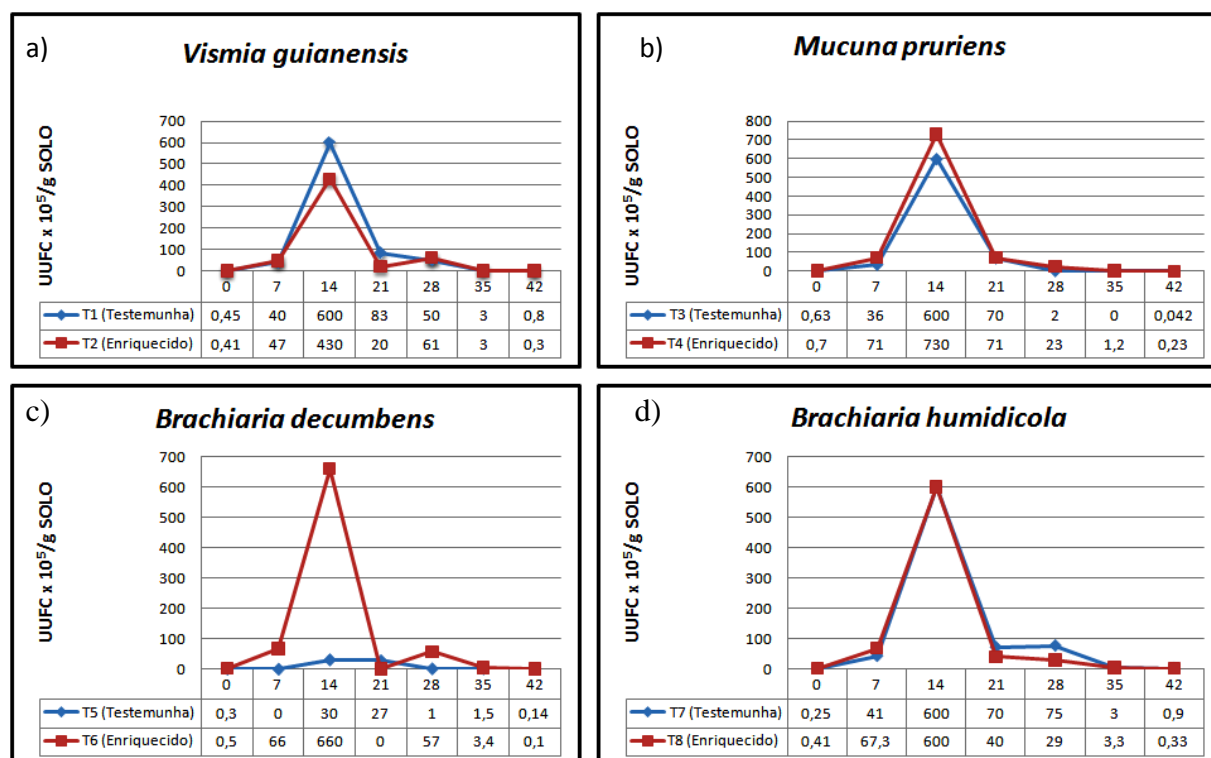 a)
Vismia guianensis
UUFC x 10⁵/g SOLO
700
600
500
400
300
200
100
0
0 7 14 21 28 35 42
T1 (Testemunha) 0,45 40 600 83 50 3 0,8
T2 (Enriquecido) 0,41 47 430 20 61 3 0,3
b)
Mucuna pruriens
UUFC x 10⁵/g SOLO
800
700
600
500
400
300
200
100
0
0 7 14 21 28 35 42
T3 (Testemunha) 0,63 36 600 70 2 0 0,042
T4 (Enriquecido) 0,7 71 730 71 23 1,2 0,23
c)
Brachiaria decumbens
UUFC x 10⁵/g SOLO
700
600
500
400
300
200
100
0
0 7 14 21 28 35 42
T5 (Testemunha) 0,3 0 30 27 1 1,5 0,14
T6 (Enriquecido) 0,5 66 660 0 57 3,4 0,1
d)
Brachiaria humidicola
UUFC x 10⁵/g SOLO
700
600
500
400
300
200
100
0
0 7 14 21 28 35 42
T7 (Testemunha) 0,25 41 600 70 75 3 0,9
T8 (Enriquecido) 0,41 67,3 600 40 29 3,3 0,33